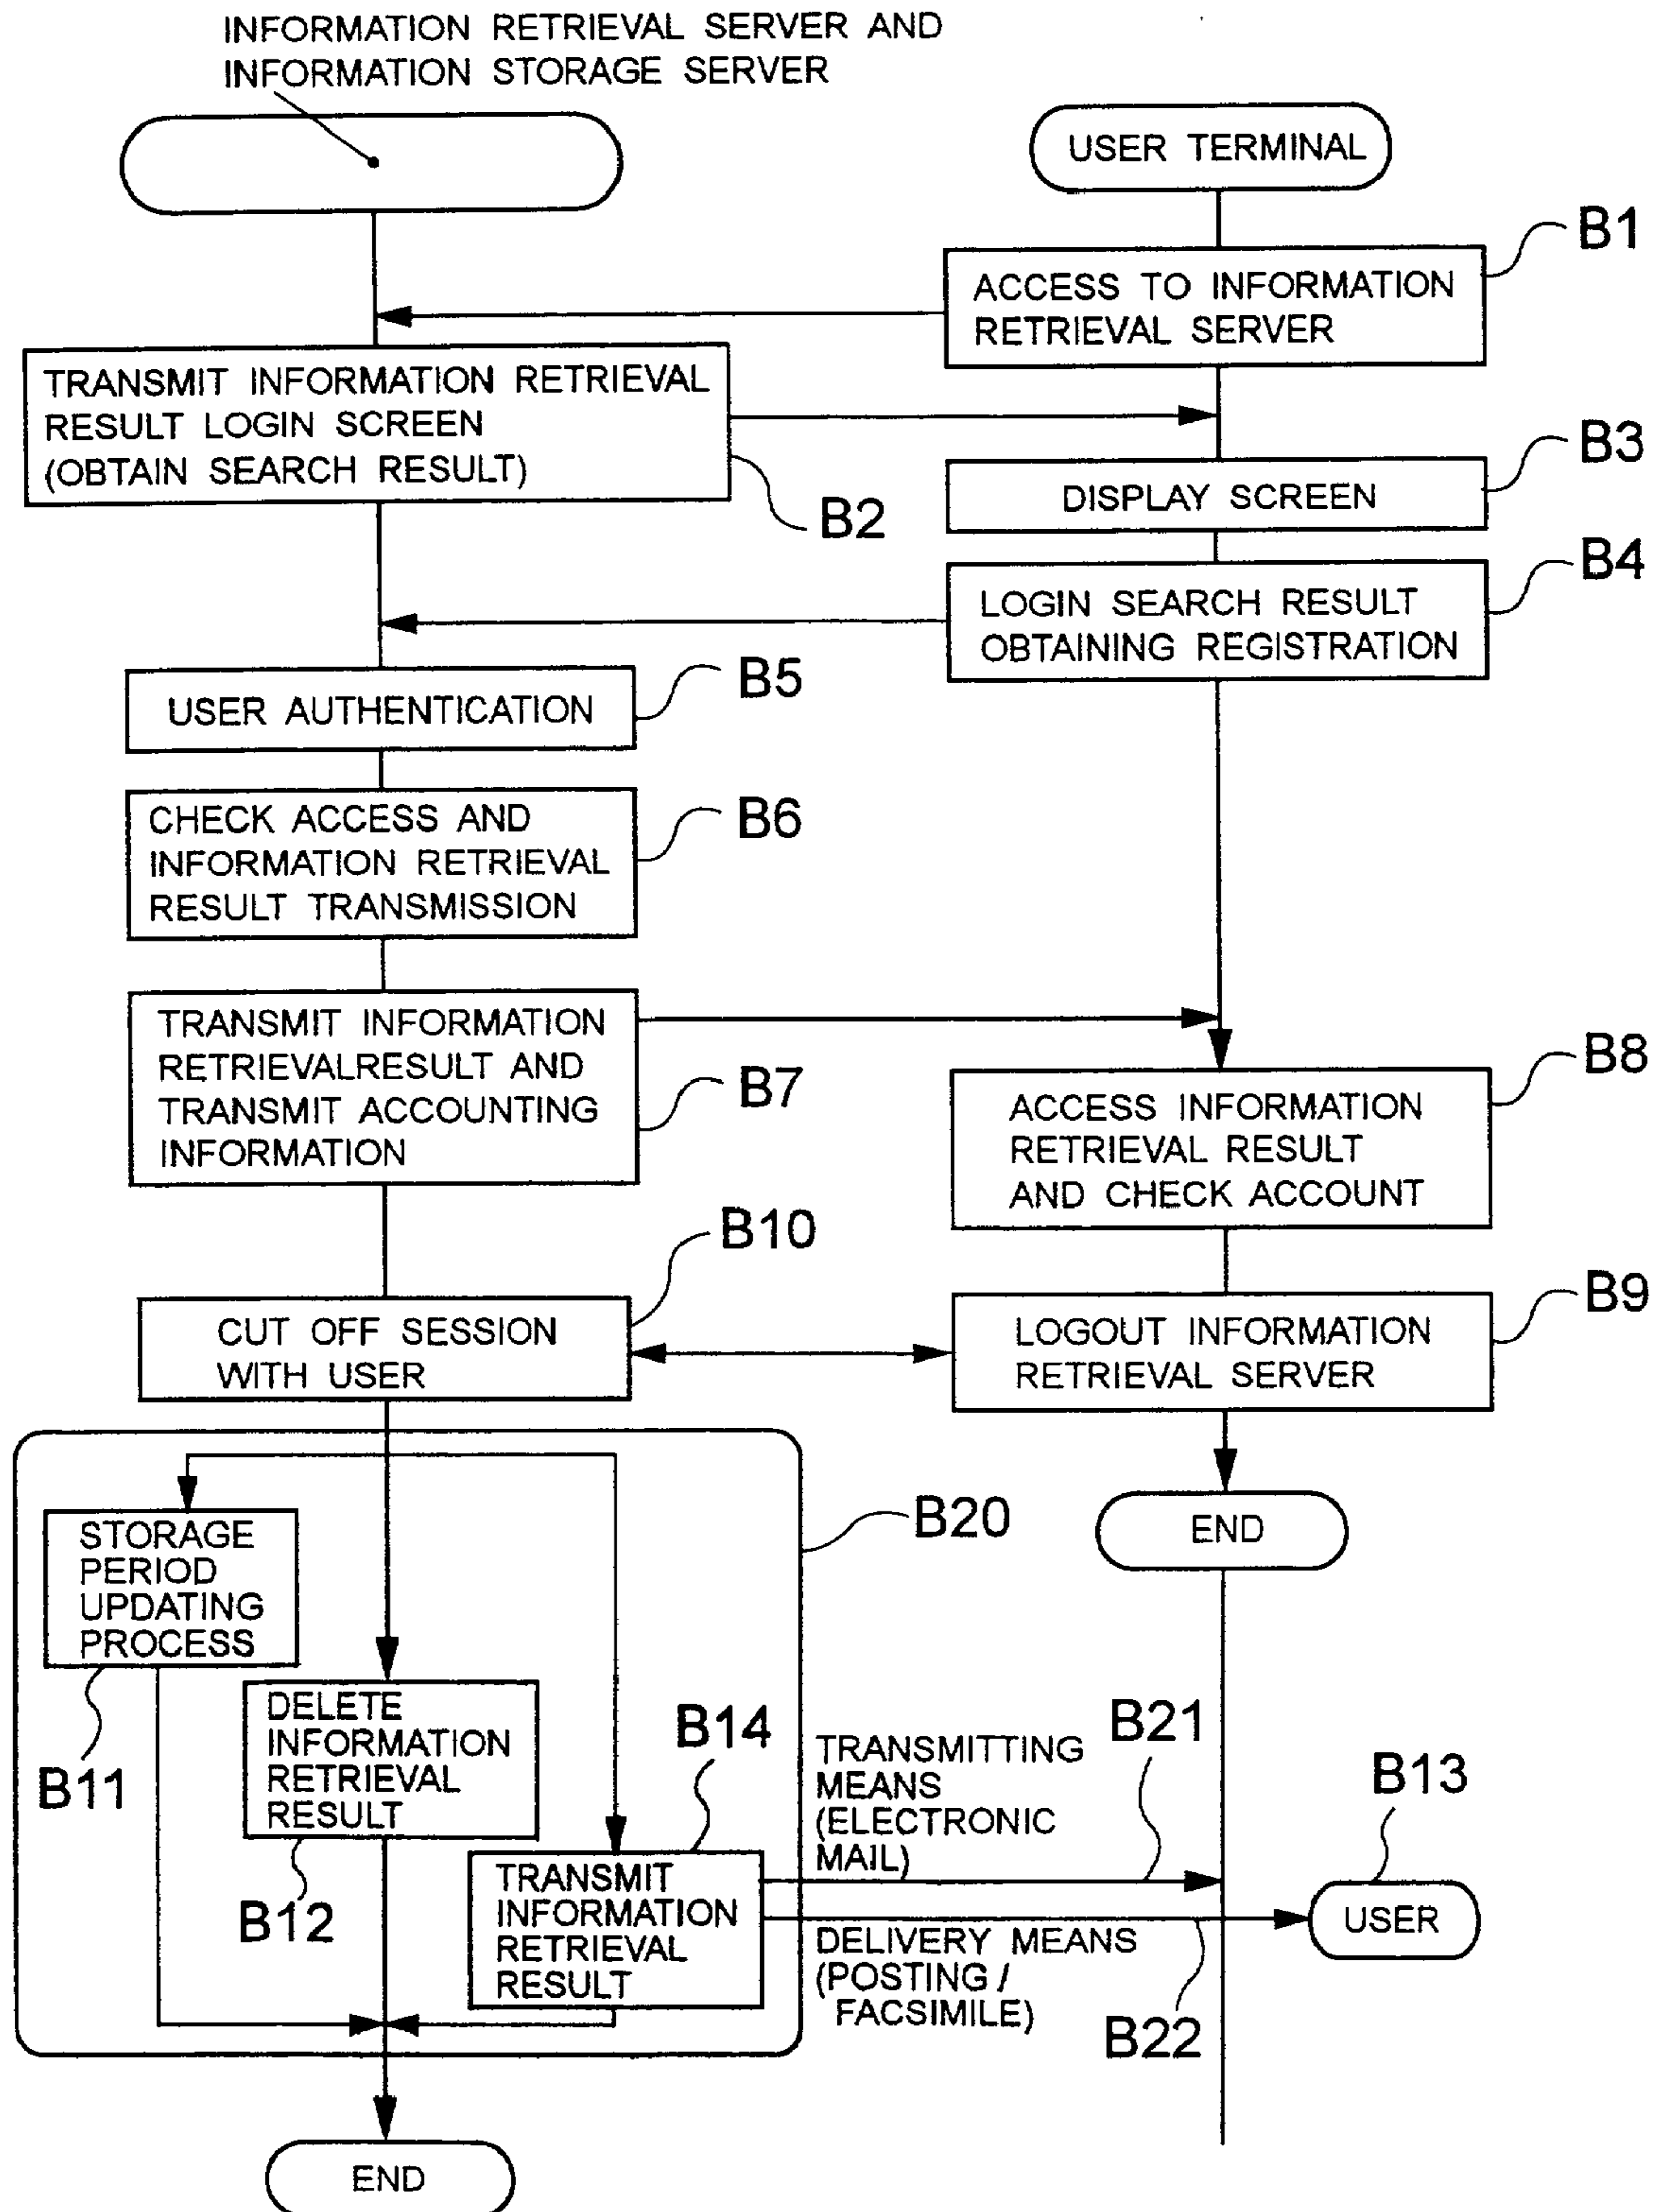 INFORMATION RETRIEVAL SERVER AND
INFORMATION STORAGE SERVER
USER TERMINAL
B1
ACCESS TO INFORMATION
RETRIEVAL SERVER
TRANSMIT INFORMATION RETRIEVAL
RESULT LOGIN SCREEN
(OBTAIN SEARCH RESULT)
B2
B3
DISPLAY SCREEN
B4
LOGIN SEARCH RESULT
OBTAINING REGISTRATION
B5
USER AUTHENTICATION
B6
CHECK ACCESS AND
INFORMATION RETRIEVAL
RESULT TRANSMISSION
TRANSMIT INFORMATION
RETRIEVALRESULT AND
TRANSMIT ACCOUNTING
INFORMATION
B7
B8
ACCESS INFORMATION
RETRIEVAL RESULT
AND CHECK ACCOUNT
B10
CUT OFF SESSION
WITH USER
B9
LOGOUT INFORMATION
RETRIEVAL SERVER
END
B20
STORAGE
PERIOD
UPDATING
PROCESS
B11
DELETE
INFORMATION
RETRIEVAL
RESULT
B12
B14
TRANSMIT
INFORMATION
RETRIEVAL
RESULT
TRANSMITTING
MEANS
(ELECTRONIC
MAIL)
B21
B13
USER
DELIVERY MEANS
(POSTING /
FACSIMILE)
B22
END